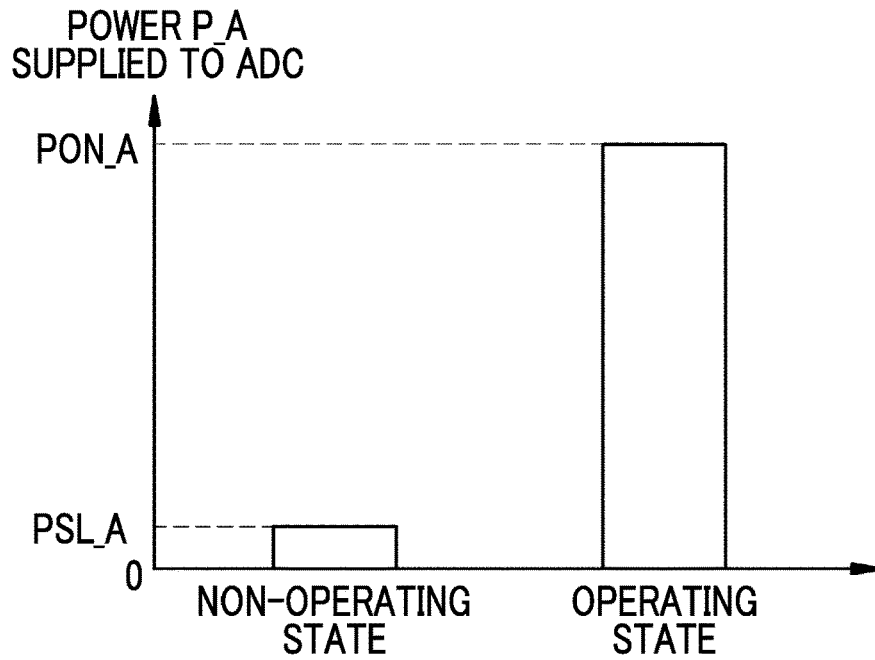 POWER P_A
SUPPLIED TO ADC
PON_A
PSL_A
0
NON-OPERATING
STATE
OPERATING
STATE